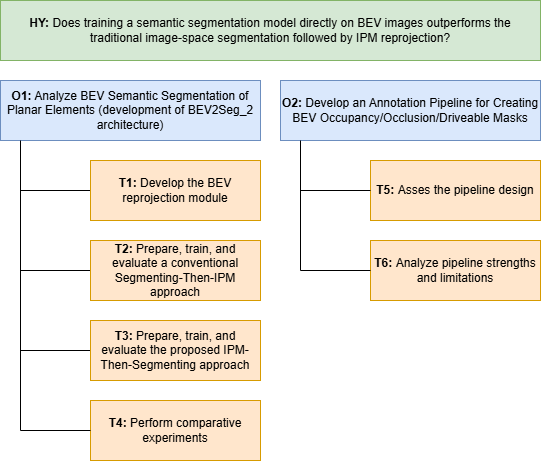 HY: Does training a semantic segmentation model directly on BEV images outperforms the
traditional image-space segmentation followed by IPM reprojection?
O1: Analyze BEV Semantic Segmentation of
Planar Elements (development of BEV2Seg_2
architecture)
O2: Develop an Annotation Pipeline for Creating
BEV Occupancy/Occlusion/Driveable Masks
T1: Develop the BEV
reprojection module
T2: Prepare, train, and
evaluate a conventional
Segmenting-Then-IPM
approach
T3: Prepare, train, and
evaluate the proposed IPM-
Then-Segmenting approach
T4: Perform comparative
experiments
T5: Asses the pipeline design
T6: Analyze pipeline strengths
and limitations